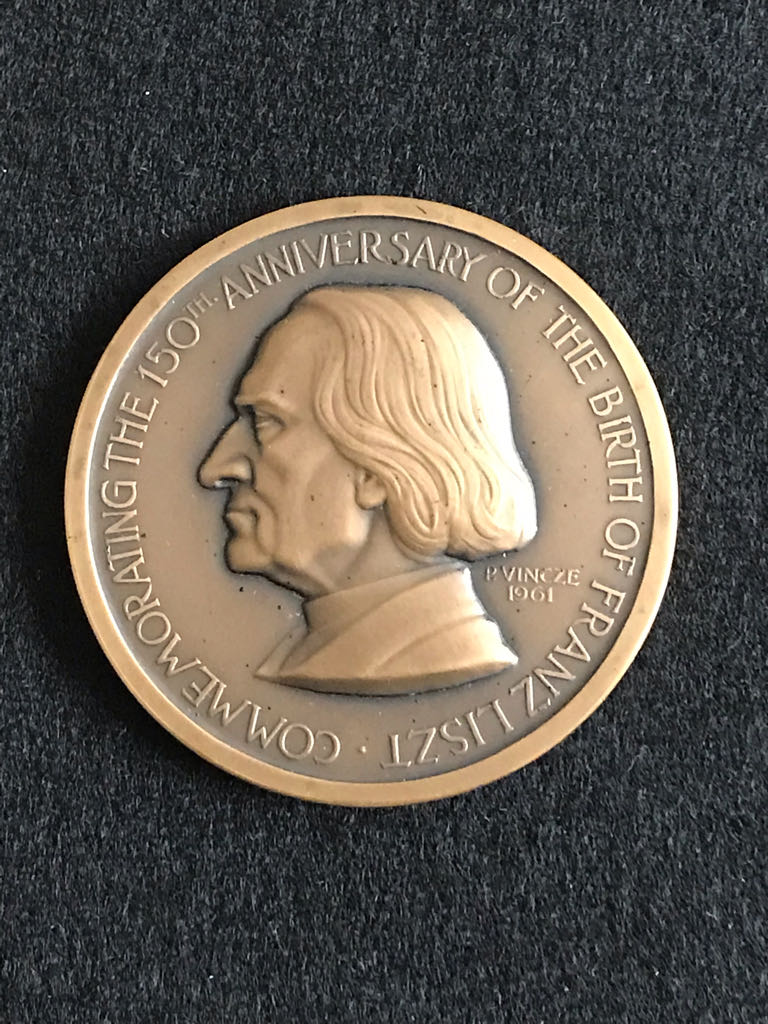 COMMEMORATING THE 150TH. ANNIVERSARY OF THE BIRTH OF FRANZ LISZT ·
P. VINCZE
1961